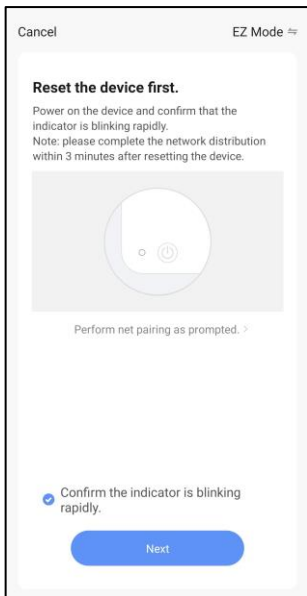 Cancel EZ Mode ⇋
Reset the device first.
Power on the device and confirm that the
indicator is blinking rapidly.
Note: please complete the network distribution
within 3 minutes after resetting the device.
Perform net pairing as prompted. >
Confirm the indicator is blinking
rapidly.
Next